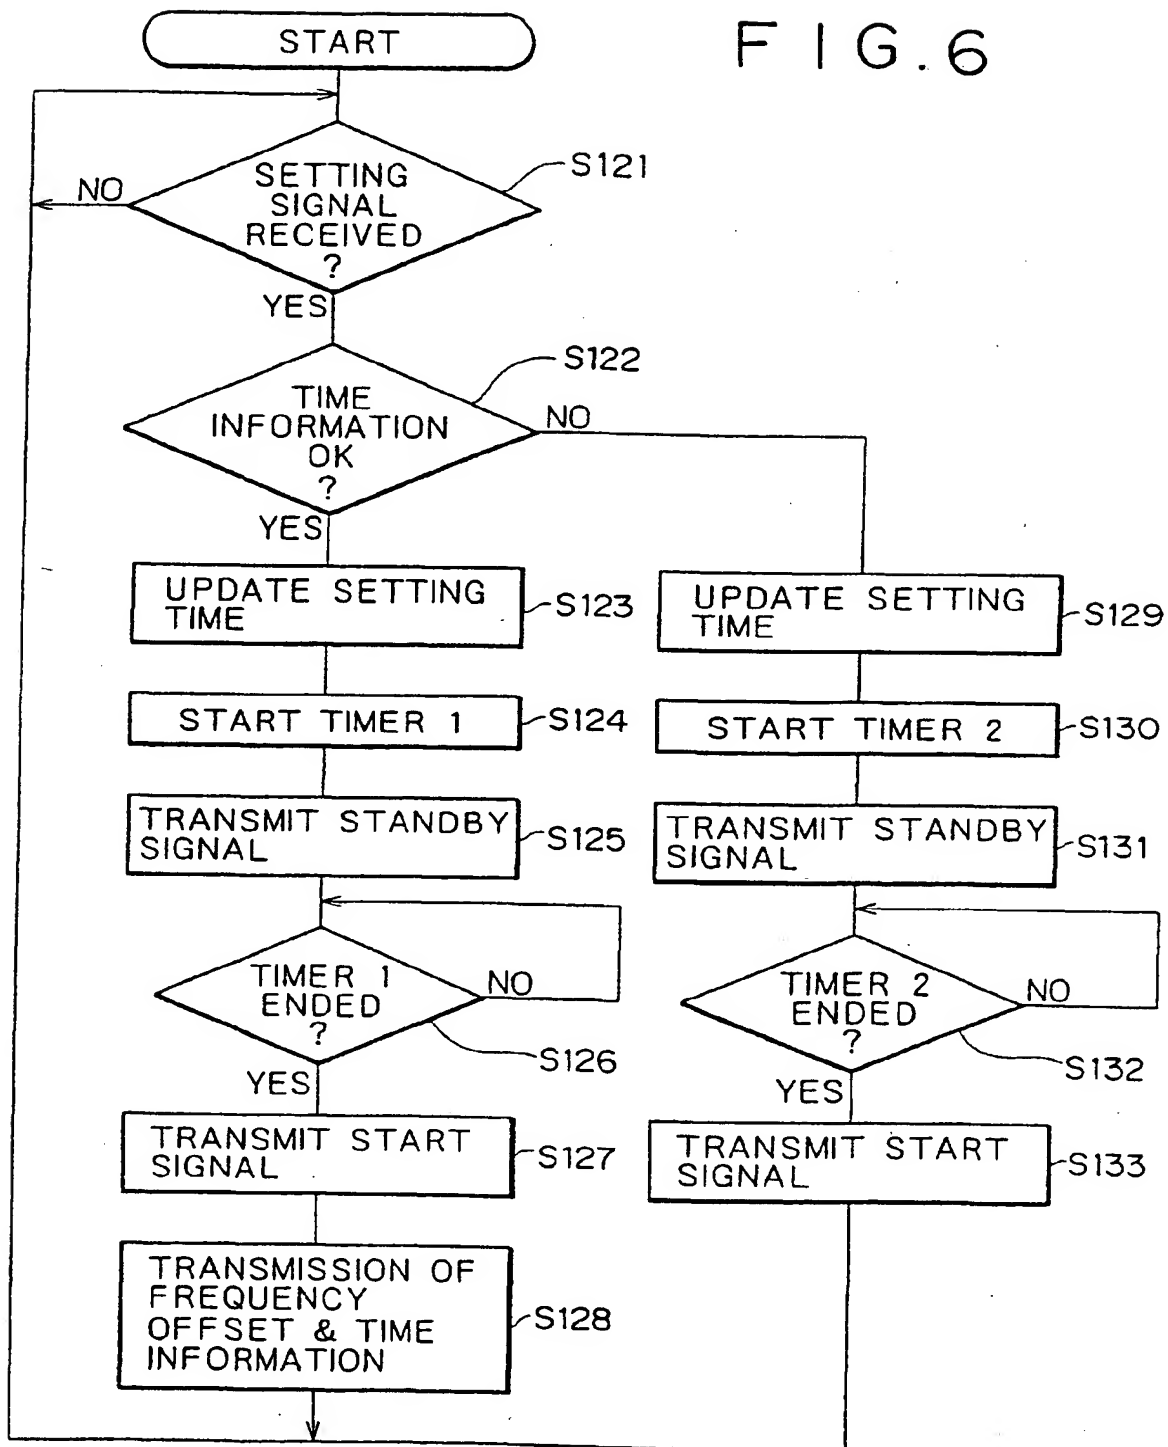 START
FIG.6
SETTING
SIGNAL
RECEIVED
?
S121
NO
YES
TIME
INFORMATION
OK
?
S122
NO
YES
UPDATE SETTING
TIME
S123
START TIMER 1
S124
TRANSMIT STANDBY
SIGNAL
S125
TIMER 1
ENDED
?
NO
S126
YES
TRANSMIT START
SIGNAL
S127
TRANSMISSION OF
FREQUENCY
OFFSET & TIME
INFORMATION
S128
UPDATE SETTING
TIME
S129
START TIMER 2
S130
TRANSMIT STANDBY
SIGNAL
S131
TIMER 2
ENDED
?
NO
S132
YES
TRANSMIT START
SIGNAL
S133